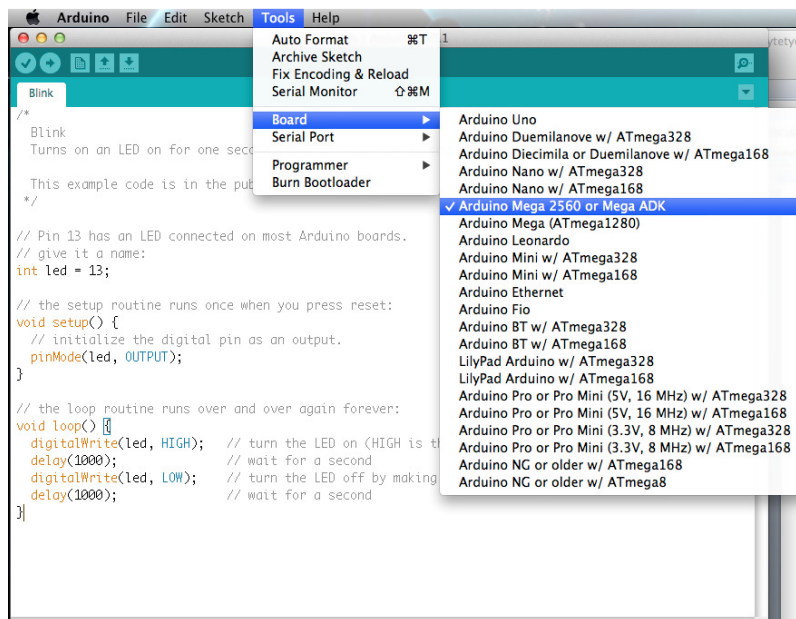 Arduino File Edit Sketch Tools Help
.1
Auto Format ⌘T
Archive Sketch
Fix Encoding & Reload
Serial Monitor ⇧⌘M
Board
Serial Port
Programmer
Burn Bootloader
Arduino Uno
Arduino Duemilanove w/ ATmega328
Arduino Diecimila or Duemilanove w/ ATmega168
Arduino Nano w/ ATmega328
Arduino Nano w/ ATmega168
✓ Arduino Mega 2560 or Mega ADK
Arduino Mega (ATmega1280)
Arduino Leonardo
Arduino Mini w/ ATmega328
Arduino Mini w/ ATmega168
Arduino Ethernet
Arduino Fio
Arduino BT w/ ATmega328
Arduino BT w/ ATmega168
LilyPad Arduino w/ ATmega328
LilyPad Arduino w/ ATmega168
Arduino Pro or Pro Mini (5V, 16 MHz) w/ ATmega328
Arduino Pro or Pro Mini (5V, 16 MHz) w/ ATmega168
Arduino Pro or Pro Mini (3.3V, 8 MHz) w/ ATmega328
Arduino Pro or Pro Mini (3.3V, 8 MHz) w/ ATmega168
Arduino NG or older w/ ATmega168
Arduino NG or older w/ ATmega8
Blink
/*
Blink
Turns on an LED on for one sec
This example code is in the pub
*/
// Pin 13 has an LED connected on most Arduino boards.
// give it a name:
int led = 13;
// the setup routine runs once when you press reset:
void setup() {
// initialize the digital pin as an output.
pinMode(led, OUTPUT);
}
// the loop routine runs over and over again forever:
void loop() {
digitalWrite(led, HIGH); // turn the LED on (HIGH is th
delay(1000); // wait for a second
digitalWrite(led, LOW); // turn the LED off by making
delay(1000); // wait for a second
}